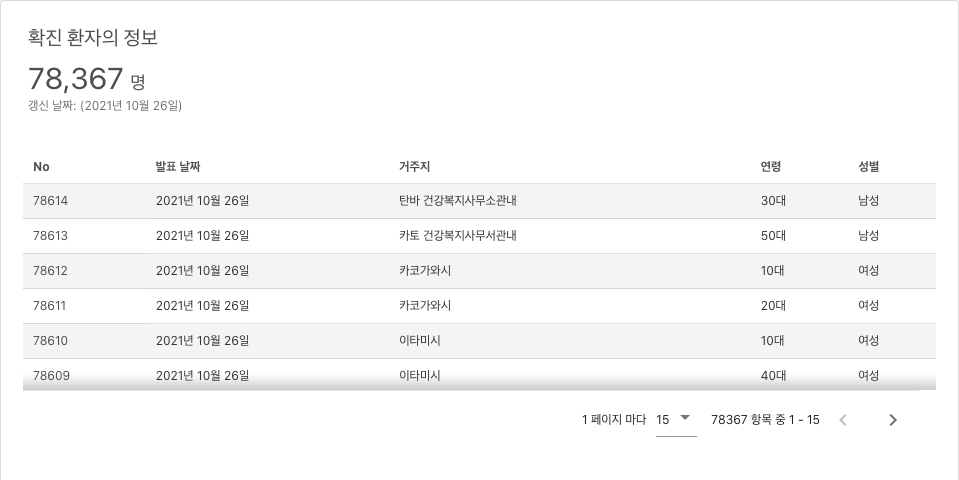 확진 환자의 정보
78,367 명
갱신 날짜: (2021년 10월 26일)
No 발표 날짜 거주지 연령 성별
78614 2021년 10월 26일 탄바 건강복지사무소관내 30대 남성
78613 2021년 10월 26일 카토 건강복지사무서관내 50대 남성
78612 2021년 10월 26일 카코가와시 10대 여성
78611 2021년 10월 26일 카코가와시 20대 여성
78610 2021년 10월 26일 이타미시 10대 여성
78609 2021년 10월 26일 이타미시 40대 여성
1 페이지 마다 15 78367 항목 중 1 - 15